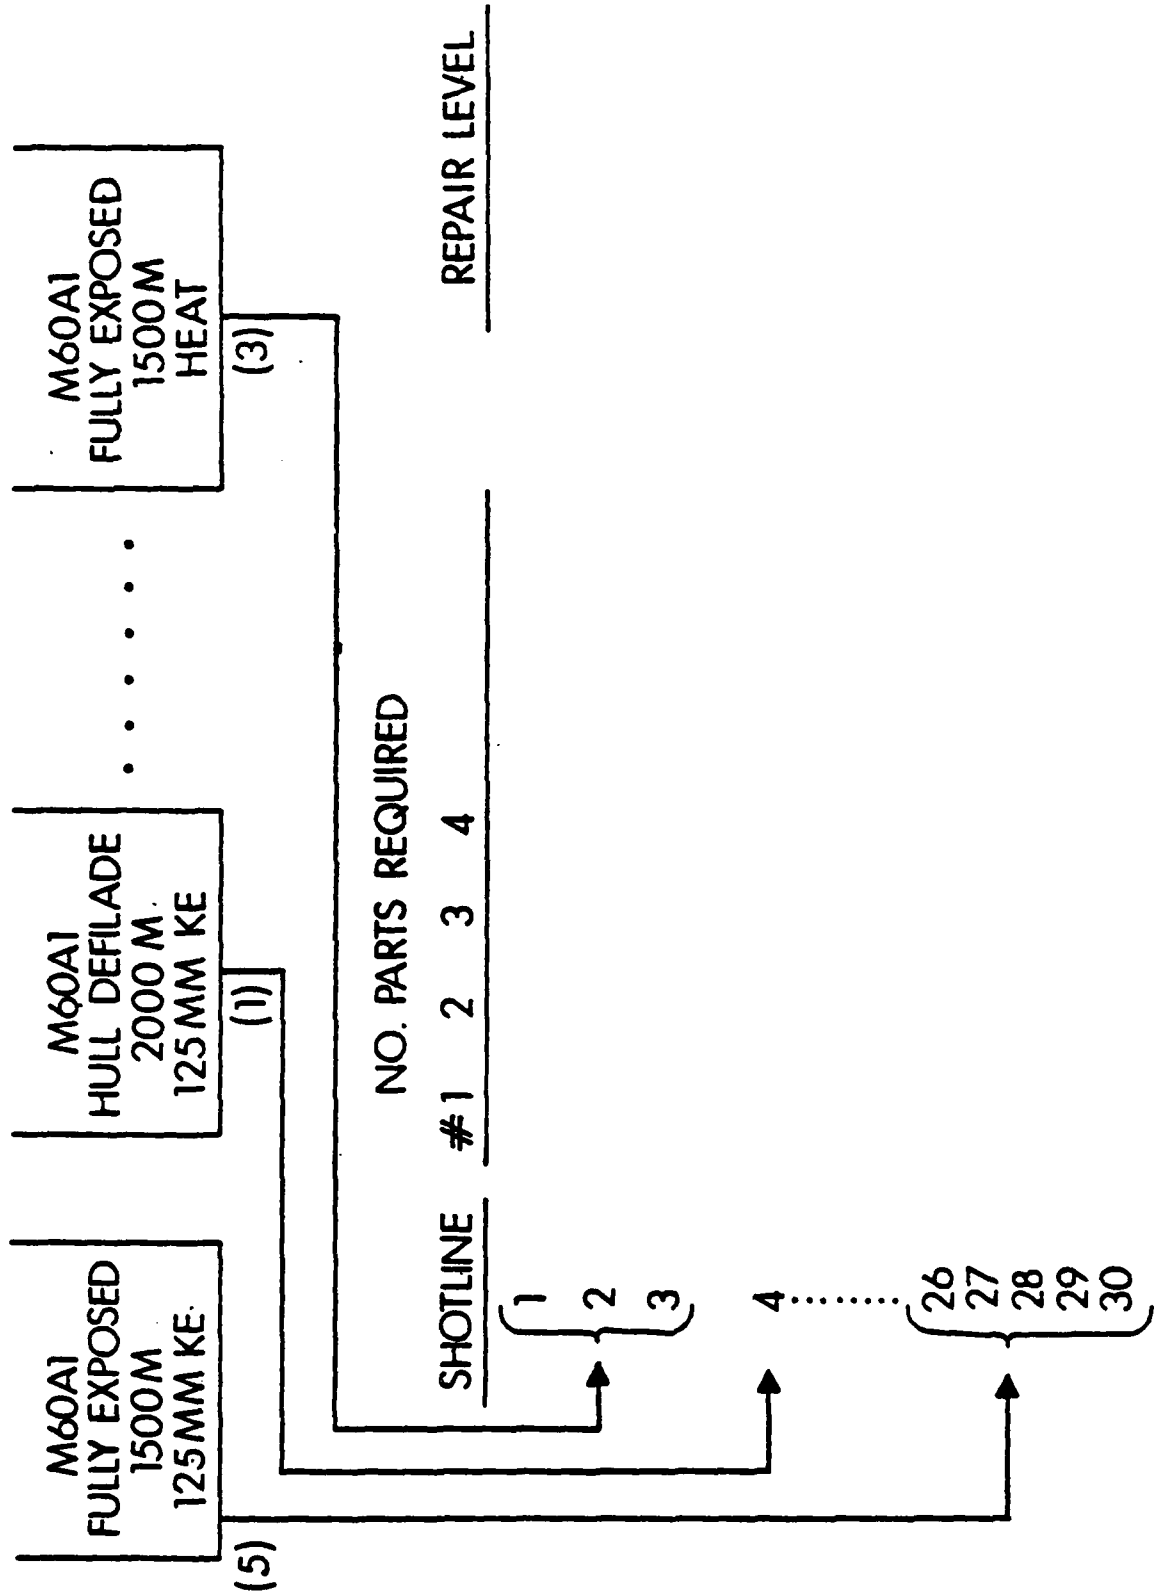 M60A1
FULLY EXPOSED
1500M
125MM KE
(5)
M60A1
HULL DEFILADE
2000 M
125MM KE
(1)
. . . . . .
M60A1
FULLY EXPOSED
1500M
HEAT
(3)
NO. PARTS REQUIRED
SHOTLINE #1 2 3 4 REPAIR LEVEL
1
2
3
4........
26
27
28
29
30